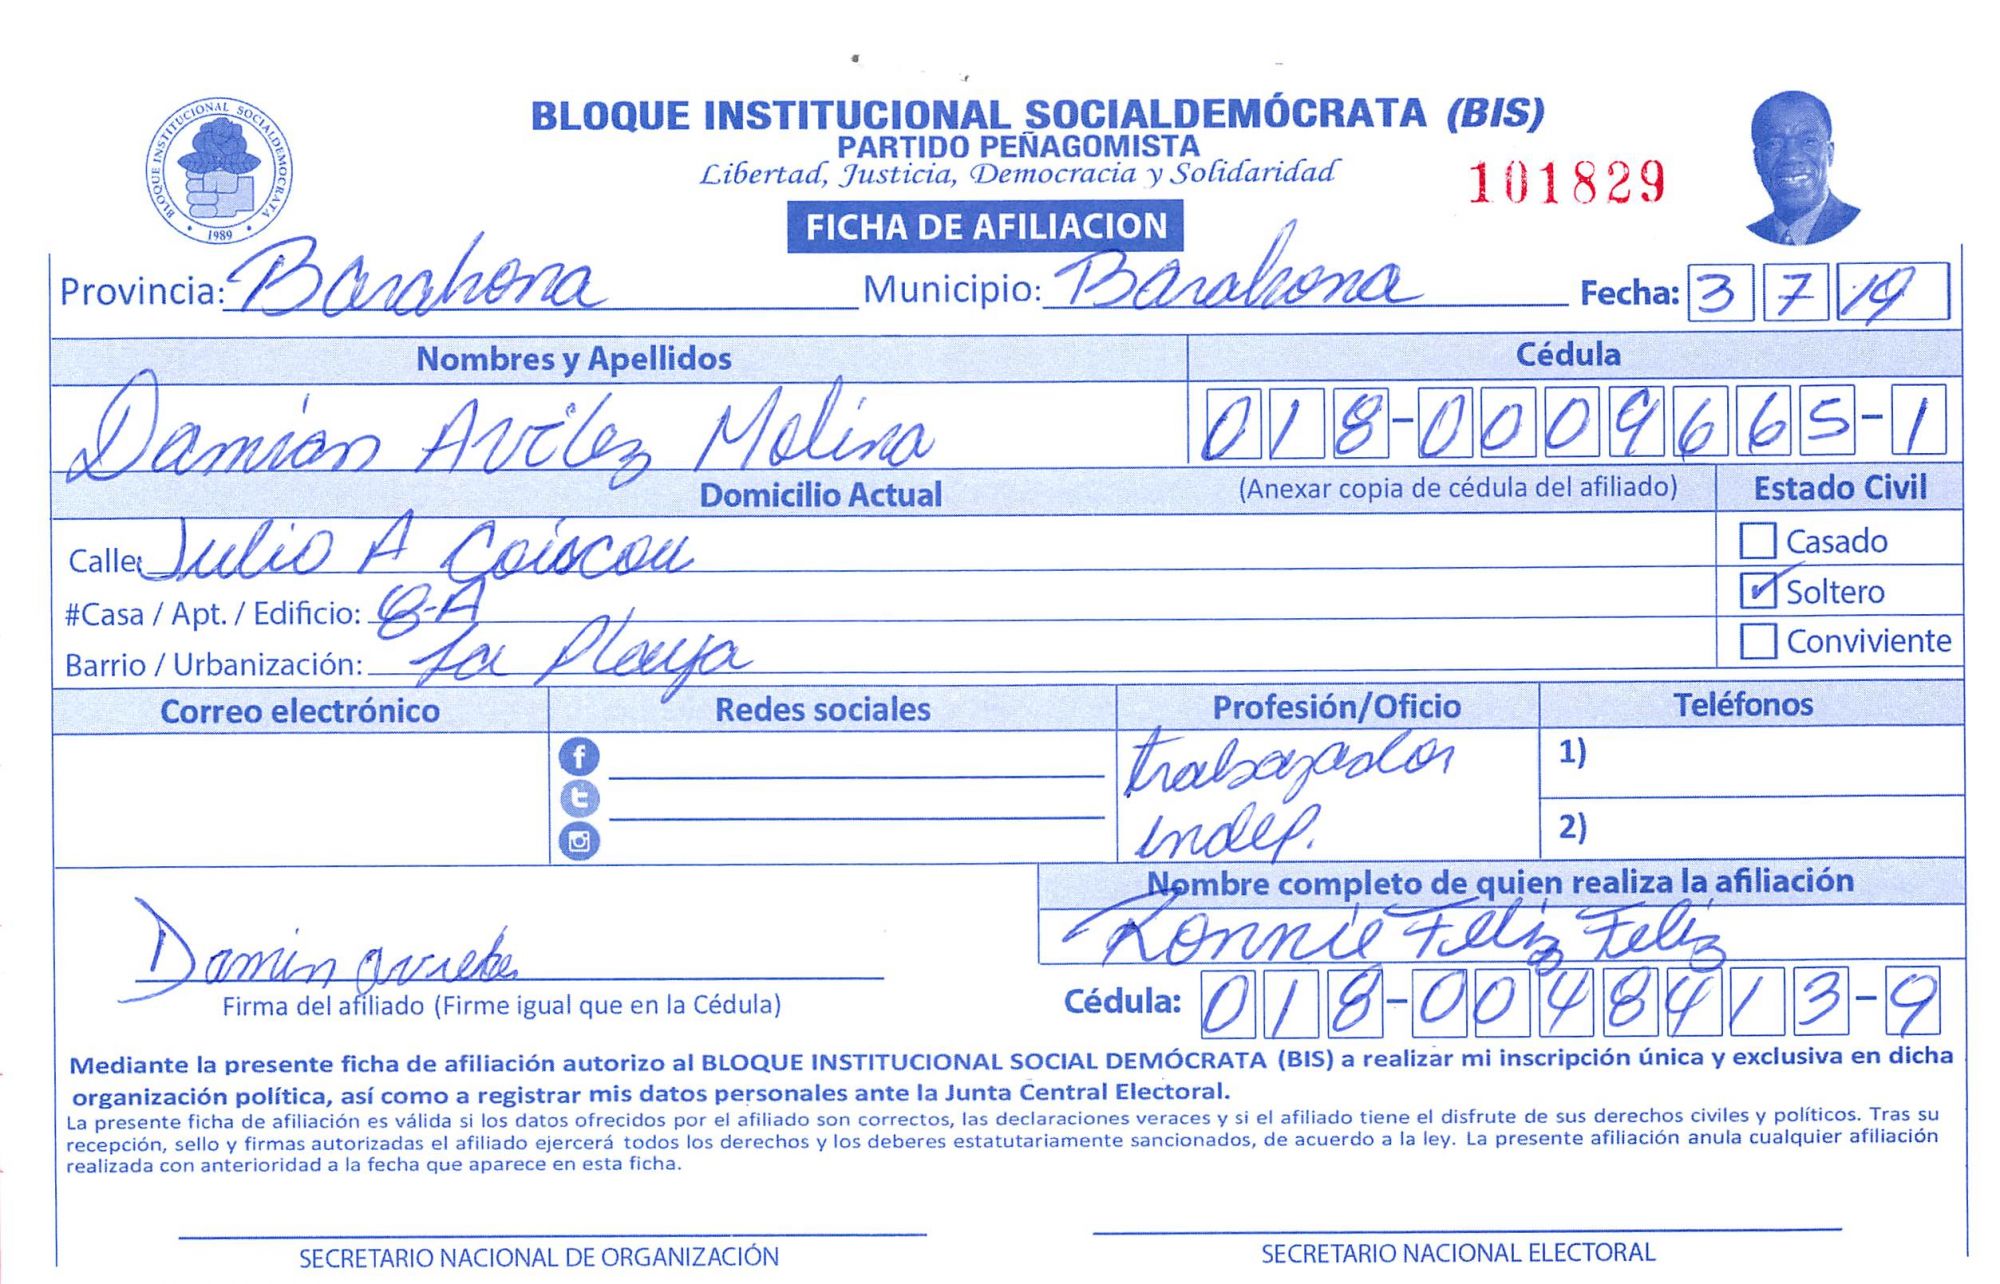 BLOQUE INSTITUCIONAL SOCIALDEMÓCRATA
1989
BLOQUE INSTITUCIONAL SOCIALDEMÓCRATA (BIS)
PARTIDO PEÑAGOMISTA
Libertad, Justicia, Democracia y Solidaridad
101829
FICHA DE AFILIACION
Provincia: Barahona Municipio: Barahona Fecha: 3 7 19
Nombres y Apellidos Cédula
Damian Avilez Molina 018-0009665-1
Domicilio Actual (Anexar copia de cédula del afiliado) Estado Civil
Calle: Julio A Coiscou Casado
#Casa / Apt. / Edificio: 8-A Soltero
Barrio / Urbanización: La Playa Conviviente
Correo electrónico Redes sociales Profesión/Oficio Teléfonos
trabazador 1)
indep. 2)
Nombre completo de quien realiza la afiliación
Ronnie Feliz Feliz
Damin
Firma del afiliado (Firme igual que en la Cédula) Cédula: 018-0048413-9
Mediante la presente ficha de afiliación autorizo al BLOQUE INSTITUCIONAL SOCIAL DEMÓCRATA (BIS) a realizar mi inscripción única y exclusiva en dicha
organización política, así como a registrar mis datos personales ante la Junta Central Electoral.
La presente ficha de afiliación es válida si los datos ofrecidos por el afiliado son correctos, las declaraciones veraces y si el afiliado tiene el disfrute de sus derechos civiles y políticos. Tras su
recepción, sello y firmas autorizadas el afiliado ejercerá todos los derechos y los deberes estatutariamente sancionados, de acuerdo a la ley. La presente afiliación anula cualquier afiliación
realizada con anterioridad a la fecha que aparece en esta ficha.
SECRETARIO NACIONAL DE ORGANIZACIÓN SECRETARIO NACIONAL ELECTORAL